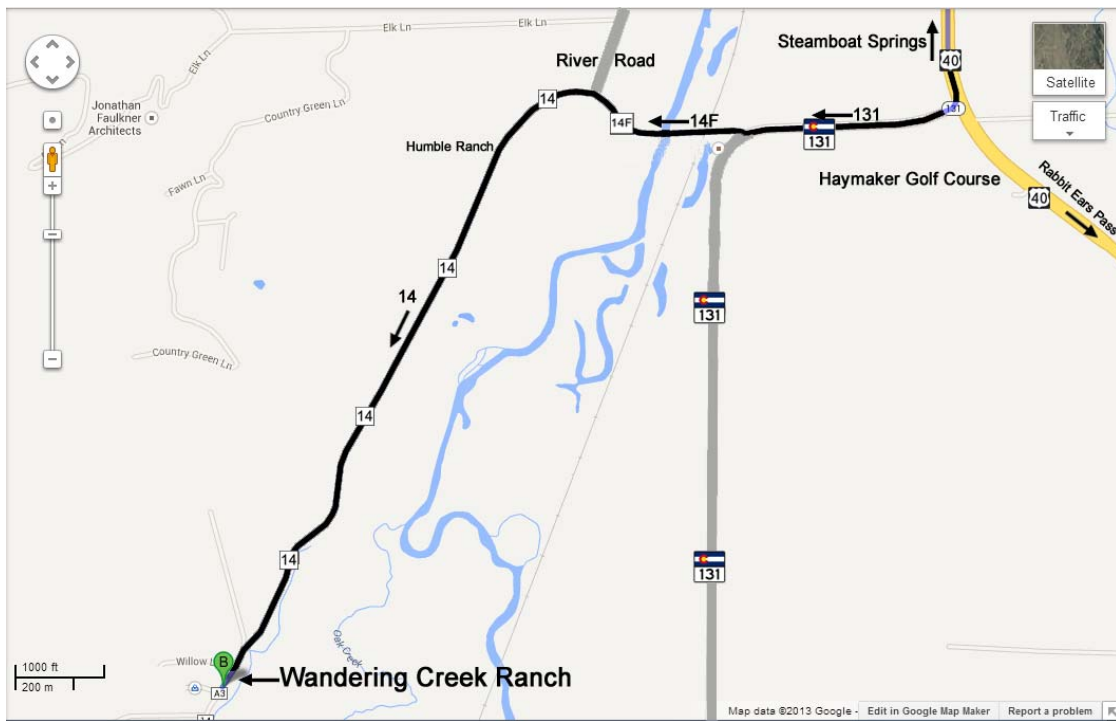 Elk Ln
Elk Ln
Steamboat Springs
40
Satellite
Traffic
River Road
Elk Ln
Jonathan
Faulkner
Architects
Country Green Ln
14
14F
14F
131
131
131
Humble Ranch
Haymaker Golf Course
Rabbit Ears Pass
40
Fawn Ln
14
131
14
Country Green Ln
14
131
14
Oak Creek
1000 ft
200 m
B
Wandering Creek Ranch
A3
Map data ©2013 Google -
Edit in Google Map Maker
Report a problem